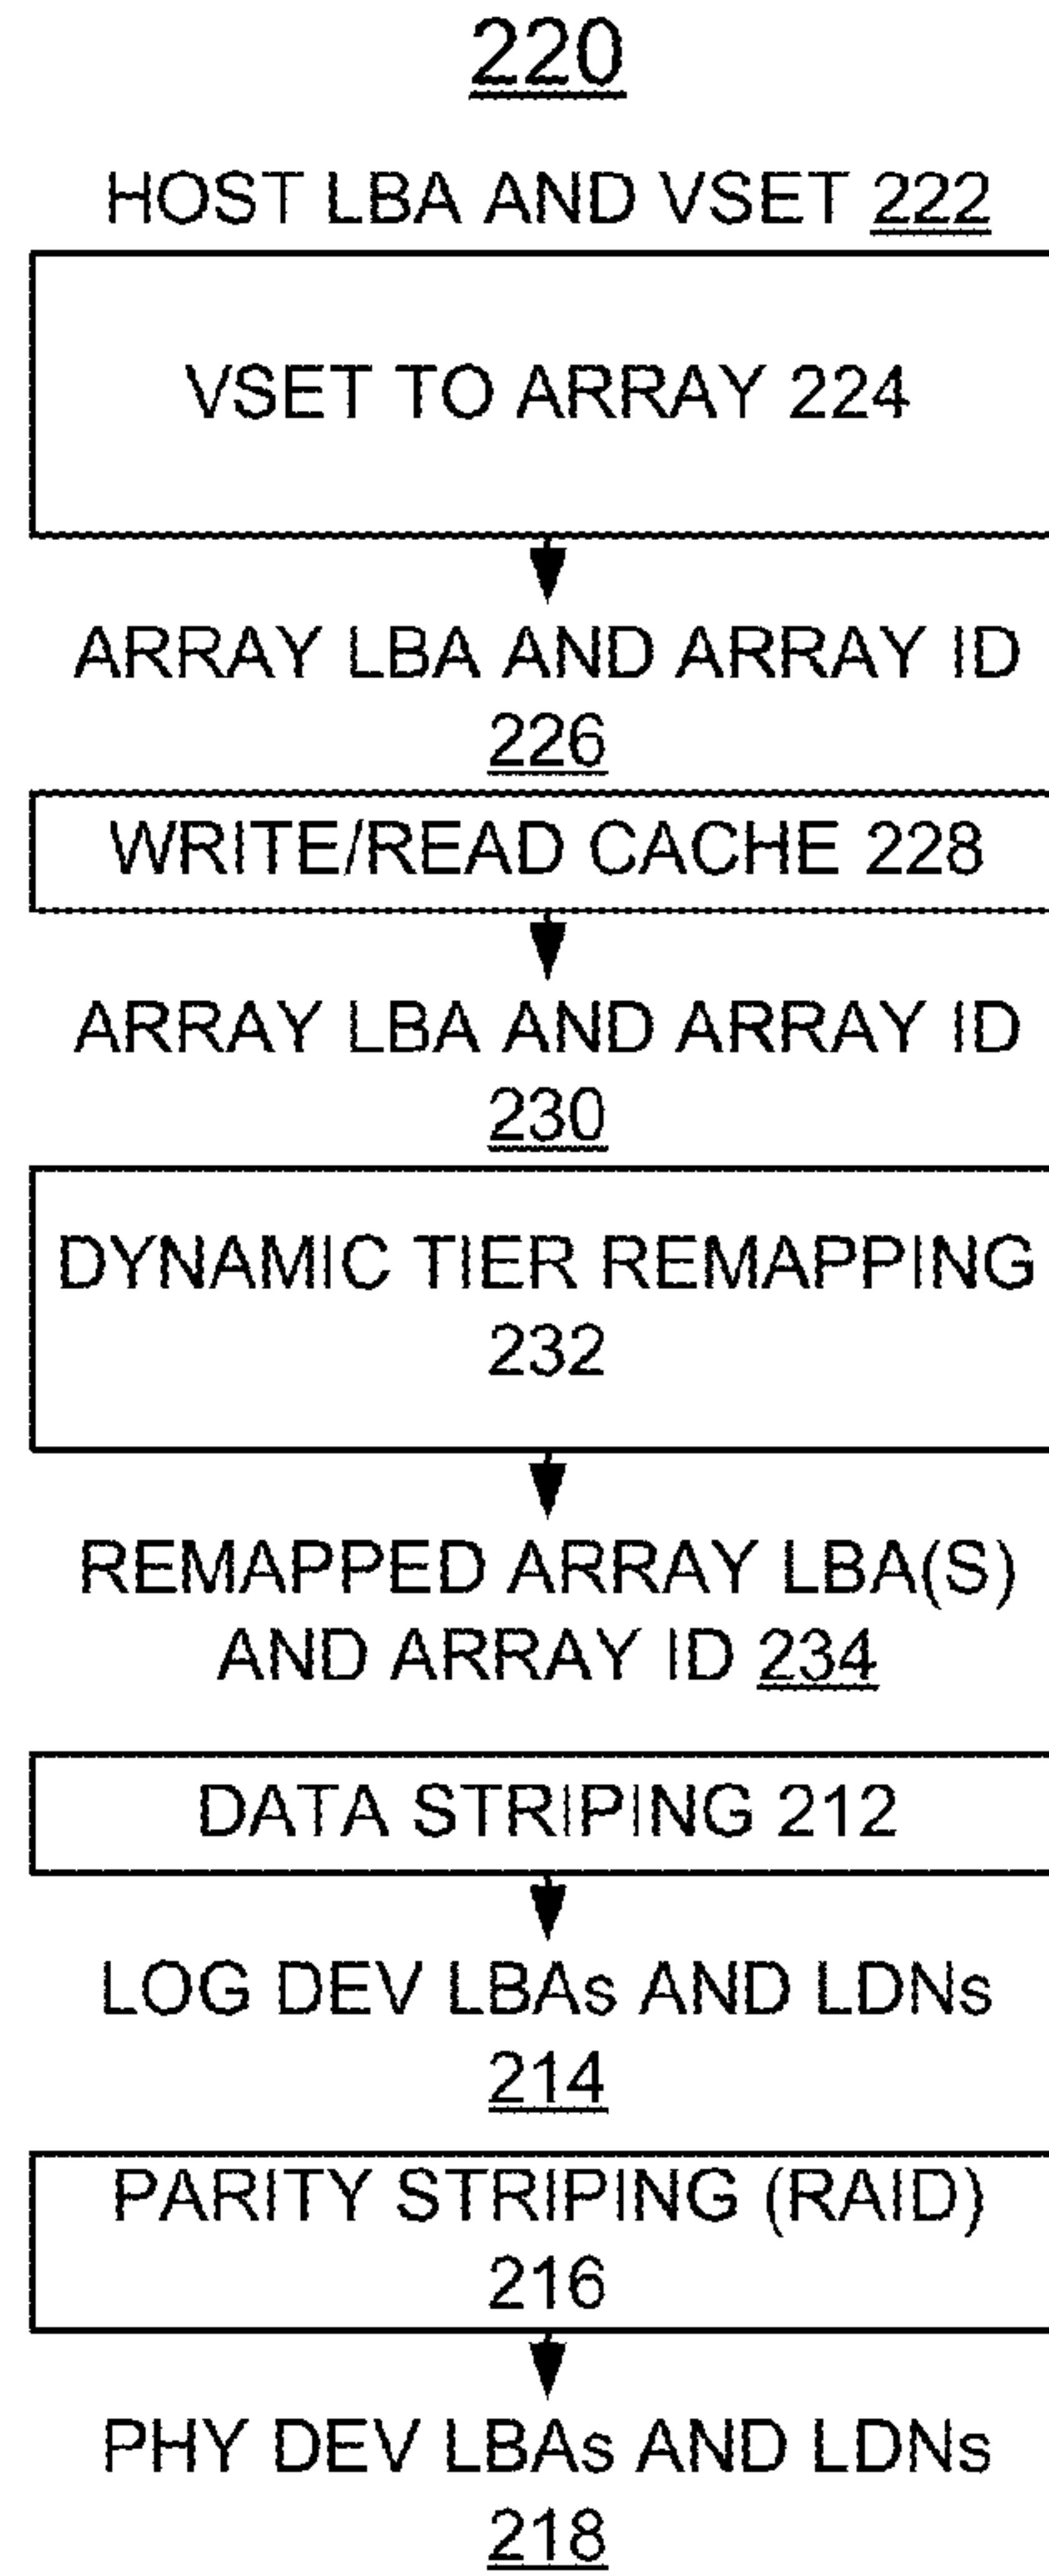 220
HOST LBA AND VSET 222
VSET TO ARRAY 224
ARRAY LBA AND ARRAY ID
226
WRITE/READ CACHE 228
ARRAY LBA AND ARRAY ID
230
DYNAMIC TIER REMAPPING
232
REMAPPED ARRAY LBA(S)
AND ARRAY ID 234
DATA STRIPING 212
LOG DEV LBAs AND LDNs
214
PARITY STRIPING (RAID)
216
PHY DEV LBAs AND LDNs
218